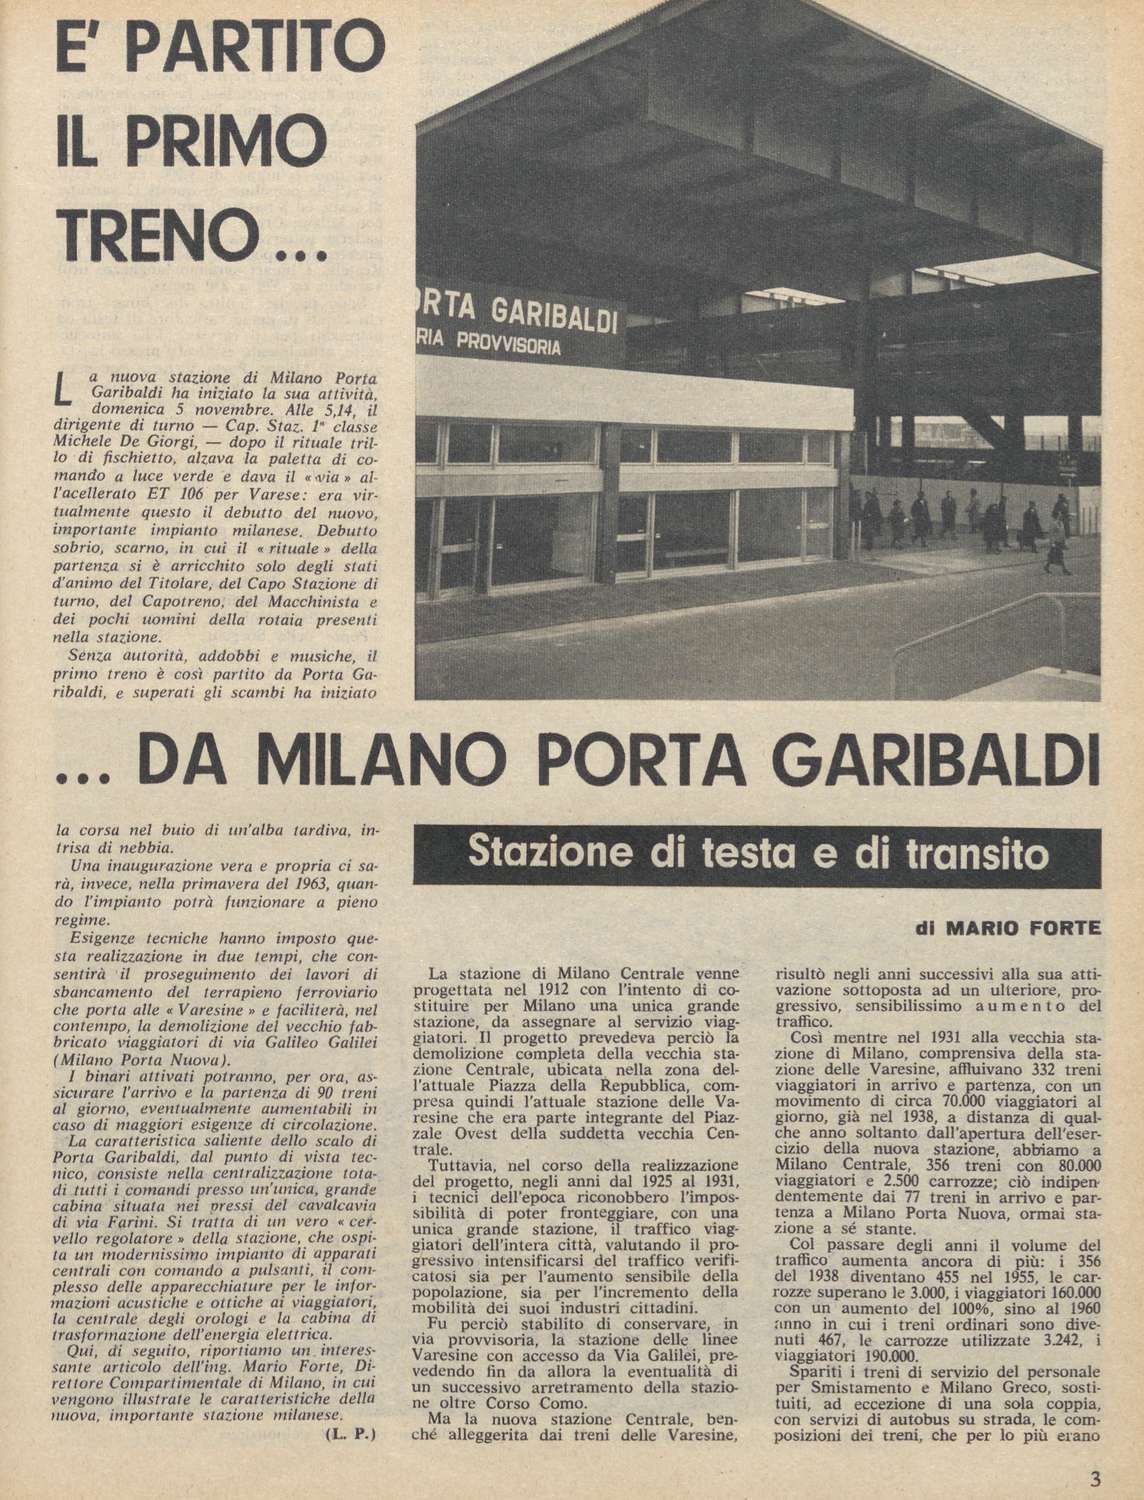 E' PARTITO
IL PRIMO
TRENO...
ORTA GARIBALDI
RIA PROVVISORIA
La nuova stazione di Milano Porta
Garibaldi ha iniziato la sua attività,
domenica 5 novembre. Alle 5,14, il
dirigente di turno — Cap. Staz. 1ª classe
Michele De Giorgi, — dopo il rituale tril-
lo di fischietto, alzava la paletta di co-
mando a luce verde e dava il «via» al-
l'acellerato ET 106 per Varese: era vir-
tualmente questo il debutto del nuovo,
importante impianto milanese. Debutto
sobrio, scarno, in cui il «rituale» della
partenza si è arricchito solo degli stati
d'animo del Titolare, del Capo Stazione di
turno, del Capotreno, del Macchinista e
dei pochi uomini della rotaia presenti
nella stazione.
Senza autorità, addobbi e musiche, il
primo treno è così partito da Porta Ga-
ribaldi, e superati gli scambi ha iniziato
... DA MILANO PORTA GARIBALDI
la corsa nel buio di un'alba tardiva, in-
trisa di nebbia.
Una inaugurazione vera e propria ci sa-
rà, invece, nella primavera del 1963, quan-
do l'impianto potrà funzionare a pieno
regime.
Esigenze tecniche hanno imposto que-
sta realizzazione in due tempi, che con-
sentirà il proseguimento dei lavori di
sbancamento del terrapieno ferroviario
che porta alle «Varesine» e faciliterà, nel
contempo, la demolizione del vecchio fab-
bricato viaggiatori di via Galileo Galilei
(Milano Porta Nuova).
I binari attivati potranno, per ora, as-
sicurare l'arrivo e la partenza di 90 treni
al giorno, eventualmente aumentabili in
caso di maggiori esigenze di circolazione.
La caratteristica saliente dello scalo di
Porta Garibaldi, dal punto di vista tec-
nico, consiste nella centralizzazione tota-
di tutti i comandi presso un'unica, grande
cabina situata nei pressi del cavalcavia
di via Farini. Si tratta di un vero «cer-
vello regolatore» della stazione, che ospi-
ta un modernissimo impianto di apparati
centrali con comando a pulsanti, il com-
plesso delle apparecchiature per le infor-
mazioni acustiche e ottiche ai viaggiatori,
la centrale degli orologi e la cabina di
trasformazione dell'energia elettrica.
Qui, di seguito, riportiamo un interes-
sante articolo dell'ing. Mario Forte, Di-
rettore Compartimentale di Milano, in cui
vengono illustrate le caratteristiche della
nuova, importante stazione milanese.
(L. P.)
Stazione di testa e di transito
di MARIO FORTE
La stazione di Milano Centrale venne
progettata nel 1912 con l'intento di co-
stituire per Milano una unica grande
stazione, da assegnare al servizio viag-
giatori. Il progetto prevedeva perciò la
demolizione completa della vecchia sta-
zione Centrale, ubicata nella zona del-
l'attuale Piazza della Repubblica, com-
presa quindi l'attuale stazione delle Va-
resine che era parte integrante del Piaz-
zale Ovest della suddetta vecchia Cen-
trale.
Tuttavia, nel corso della realizzazione
del progetto, negli anni dal 1925 al 1931,
i tecnici dell'epoca riconobbero l'impos-
sibilità di poter fronteggiare, con una
unica grande stazione, il traffico viag-
giatori dell'intera città, valutando il pro-
gressivo intensificarsi del traffico verifi-
catosi sia per l'aumento sensibile della
popolazione, sia per l'incremento della
mobilità dei suoi industri cittadini.
Fu perciò stabilito di conservare, in
via provvisoria, la stazione delle linee
Varesine con accesso da Via Galilei, pre-
vedendo fin da allora la eventualità di
un successivo arretramento della stazio-
ne oltre Corso Como.
Ma la nuova stazione Centrale, ben-
ché alleggerita dai treni delle Varesine,
risultò negli anni successivi alla sua atti-
vazione sottoposta ad un ulteriore, pro-
gressivo, sensibilissimo aumento del
traffico.
Così mentre nel 1931 alla vecchia sta-
zione di Milano, comprensiva della sta-
zione delle Varesine, affluivano 332 treni
viaggiatori in arrivo e partenza, con un
movimento di circa 70.000 viaggiatori al
giorno, già nel 1938, a distanza di qual-
che anno soltanto dall'apertura dell'eser-
cizio della nuova stazione, abbiamo a
Milano Centrale, 356 treni con 80.000
viaggiatori e 2.500 carrozze; ciò indipen
dentemente dai 77 treni in arrivo e par-
tenza a Milano Porta Nuova, ormai sta-
zione a sé stante.
Col passare degli anni il volume del
traffico aumenta ancora di più: i 356
del 1938 diventano 455 nel 1955, le car-
rozze superano le 3.000, i viaggiatori 160.000
con un aumento del 100%, sino al 1960
anno in cui i treni ordinari sono dive-
nuti 467, le carrozze utilizzate 3.242, i
viaggiatori 190.000.
Spariti i treni di servizio del personale
per Smistamento e Milano Greco, sosti-
tuiti, ad eccezione di una sola coppia,
con servizi di autobus su strada, le com-
posizioni dei treni, che per lo più erano
3